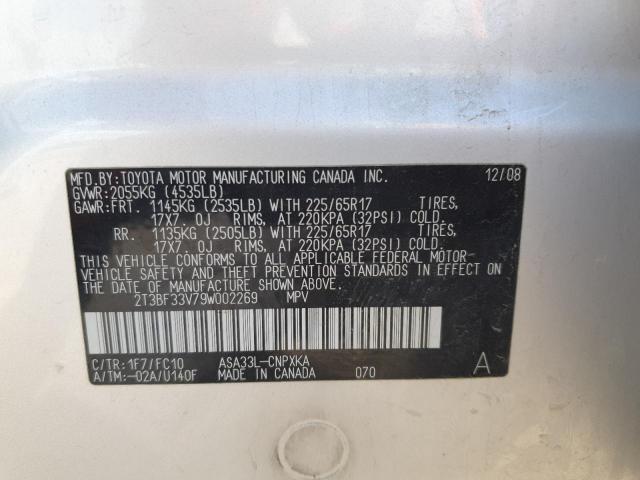 MFD.BY:TOYOTA MOTOR MANUFACTURING CANADA INC. 12/08
GVWR:2055KG (4535LB)
GAWR:FRT. 1145KG (2535LB) WITH 225/65R17 TIRES,
17X7 0J RIMS, AT 220KPA (32PSI) COLD.
RR. 1135KG (2505LB) WITH 225/65R17 TIRES,
17X7 0J RIMS, AT 220KPA (32PSI) COLD.
THIS VEHICLE CONFORMS TO ALL APPLICABLE FEDERAL MOTOR-
VEHICLE SAFETY AND THEFT PREVENTION STANDARDS IN EFFECT ON
THE DATE OF MANUFACTURE SHOWN ABOVE.
2T3BF33V79W002269 MPV
C/TR:1F7/FC10 ASA33L-CNPXKA
A/TM:-02A/U140F MADE IN CANADA 070 A